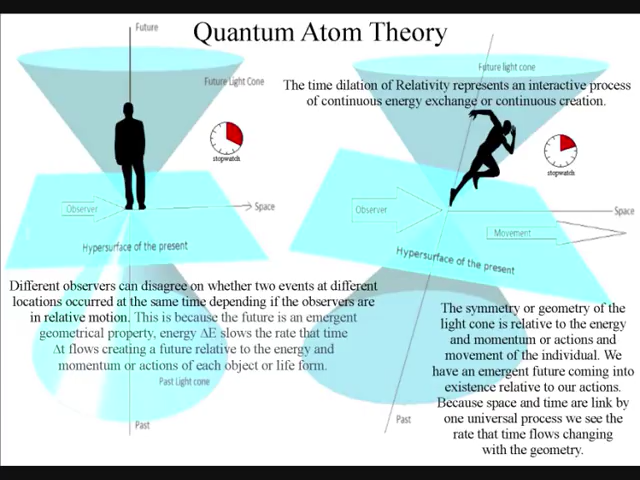 Quantum Atom Theory
Future
Future Light Cone
stopwatch
Observer
Space
Hypersurface of the present
Future light cone
The time dilation of Relativity represents an interactive process
of continuous energy exchange or continuous creation.
stopwatch
Observer
Space
Movement
Hypersurface of the present
Different observers can disagree on whether two events at different
locations occurred at the same time depending if the observers are
in relative motion. This is because the future is an emergent
geometrical property, energy ΔE slows the rate that time
Δt flows creating a future relative to the energy and
momentum or actions of each object or life form.
Past Light cone
Past
The symmetry or geometry of the
light cone is relative to the energy
and momentum or actions and
movement of the individual. We
have an emergent future coming into
existence relative to our actions.
Because space and time are link by
one universal process we see the
rate that time flows changing
with the geometry.
Past